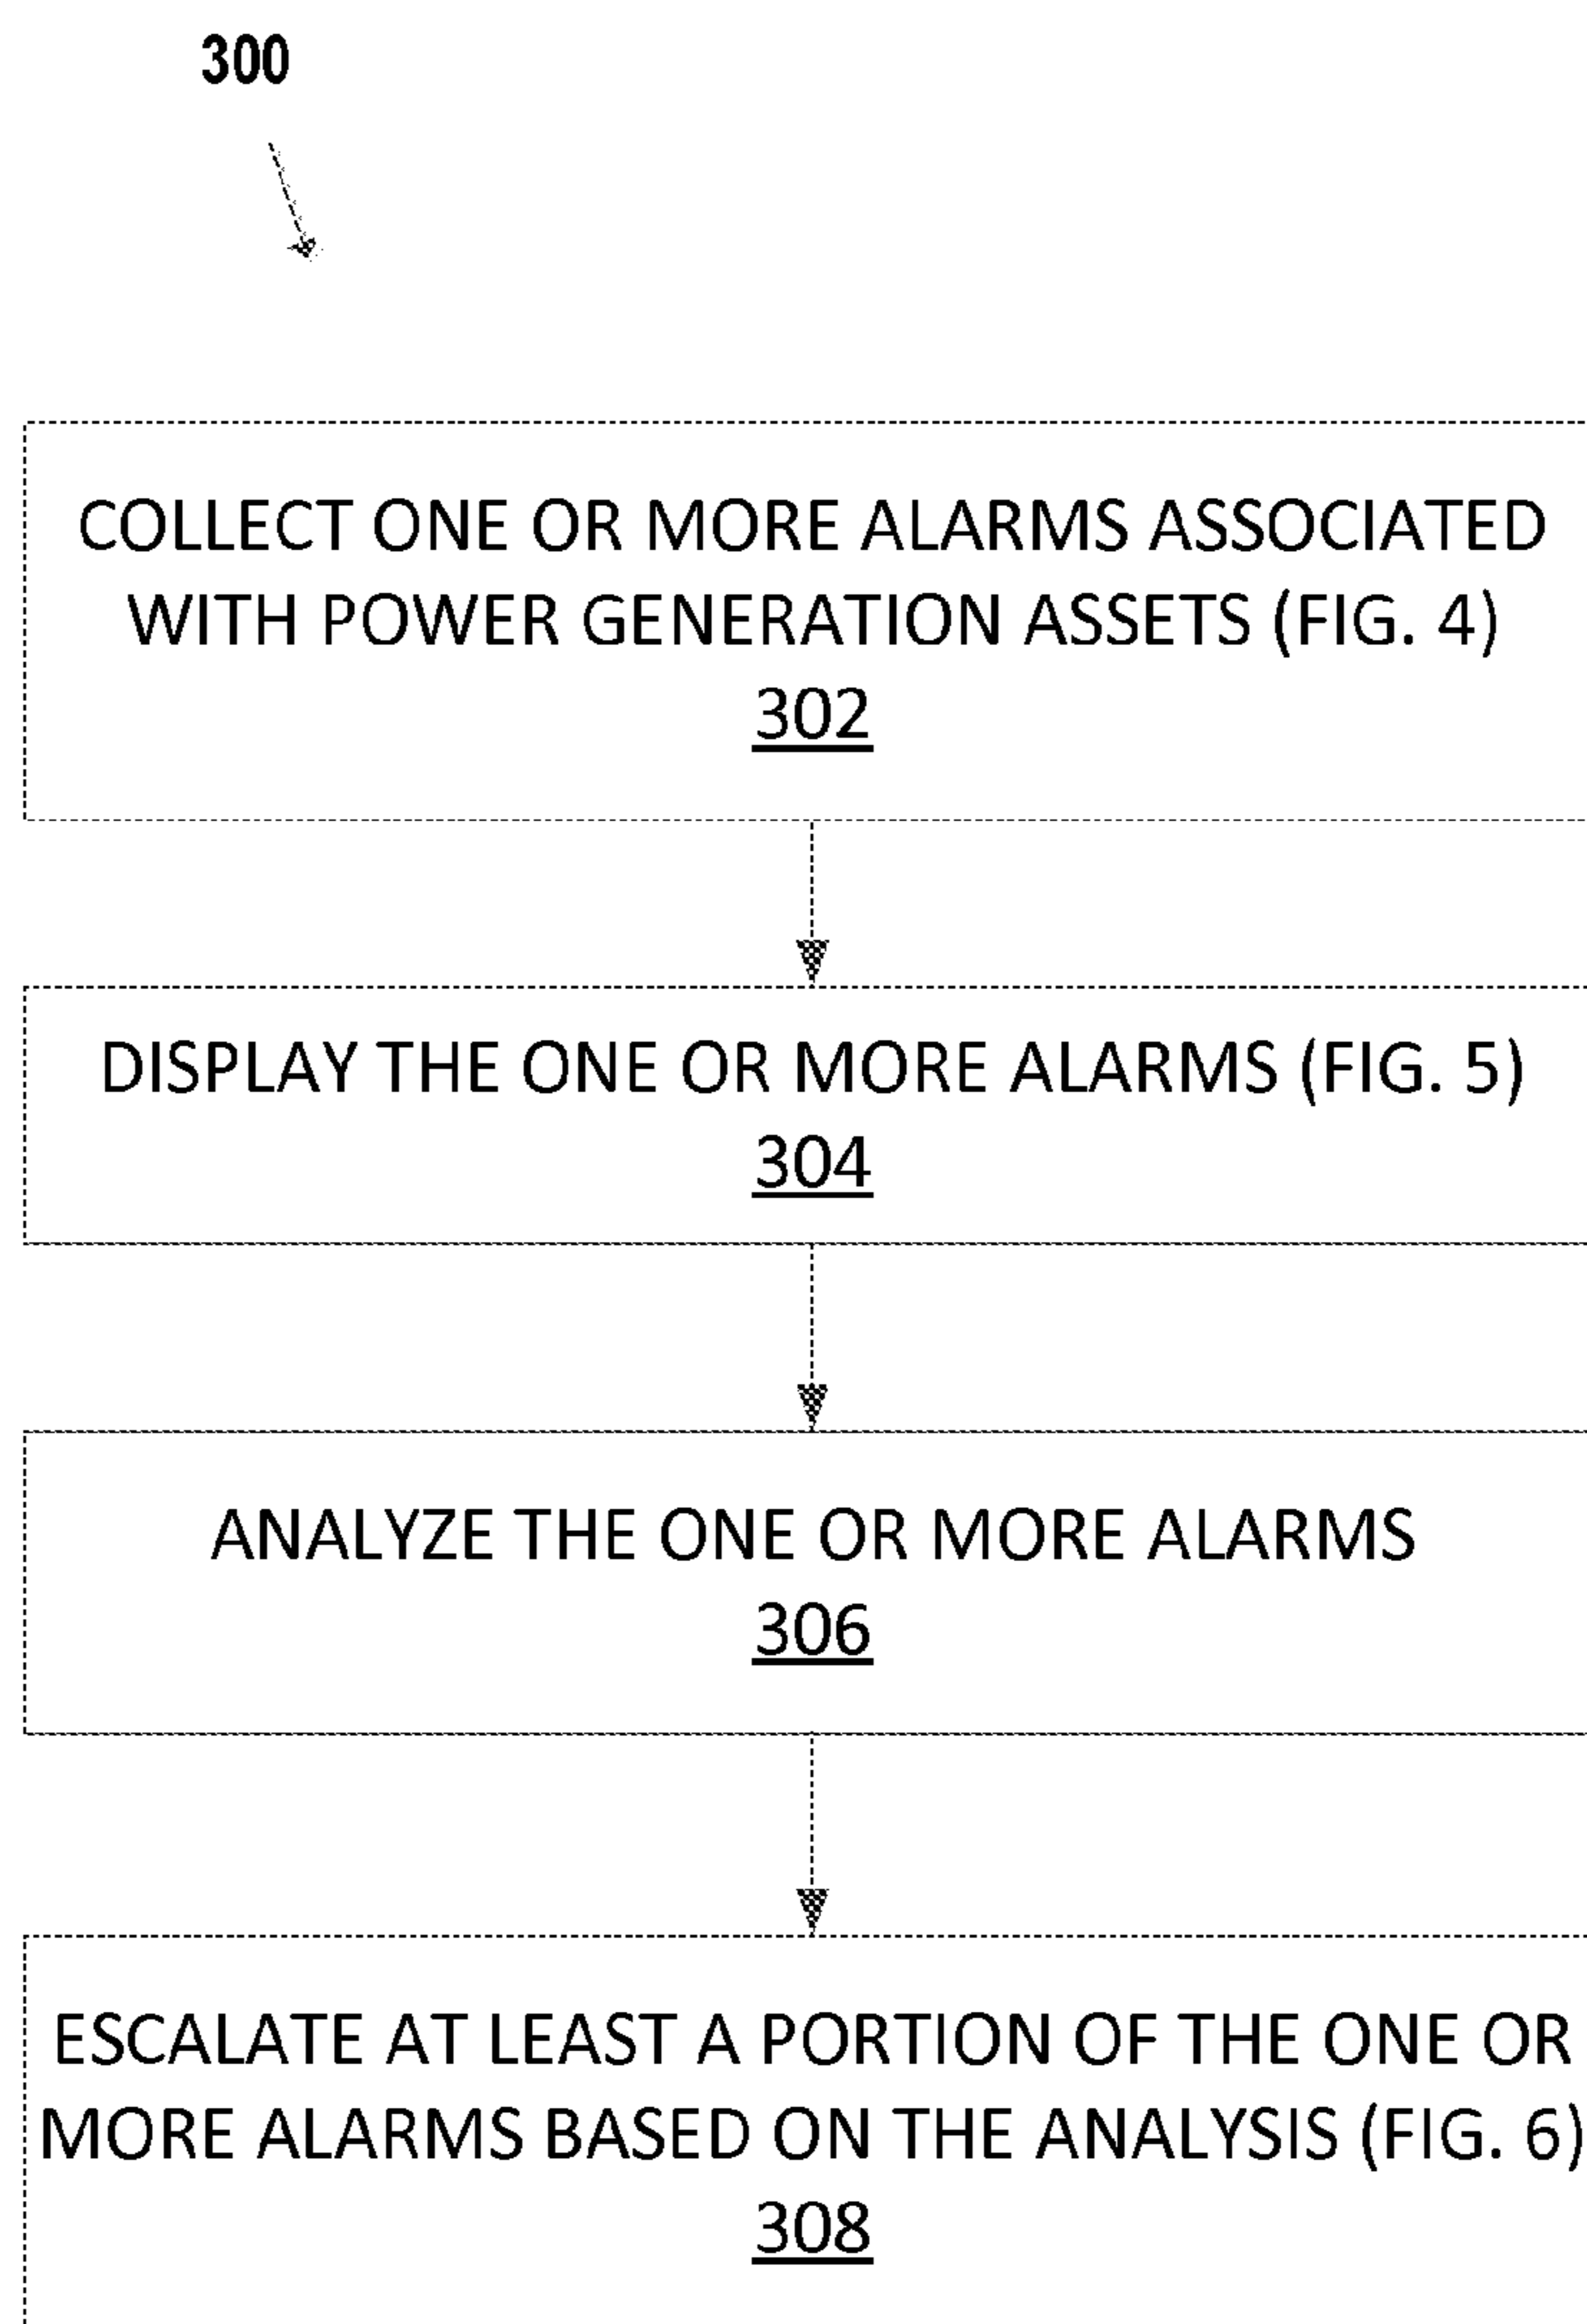 300
COLLECT ONE OR MORE ALARMS ASSOCIATED
WITH POWER GENERATION ASSETS (FIG. 4)
302
DISPLAY THE ONE OR MORE ALARMS (FIG. 5)
304
ANALYZE THE ONE OR MORE ALARMS
306
ESCALATE AT LEAST A PORTION OF THE ONE OR
MORE ALARMS BASED ON THE ANALYSIS (FIG. 6)
308